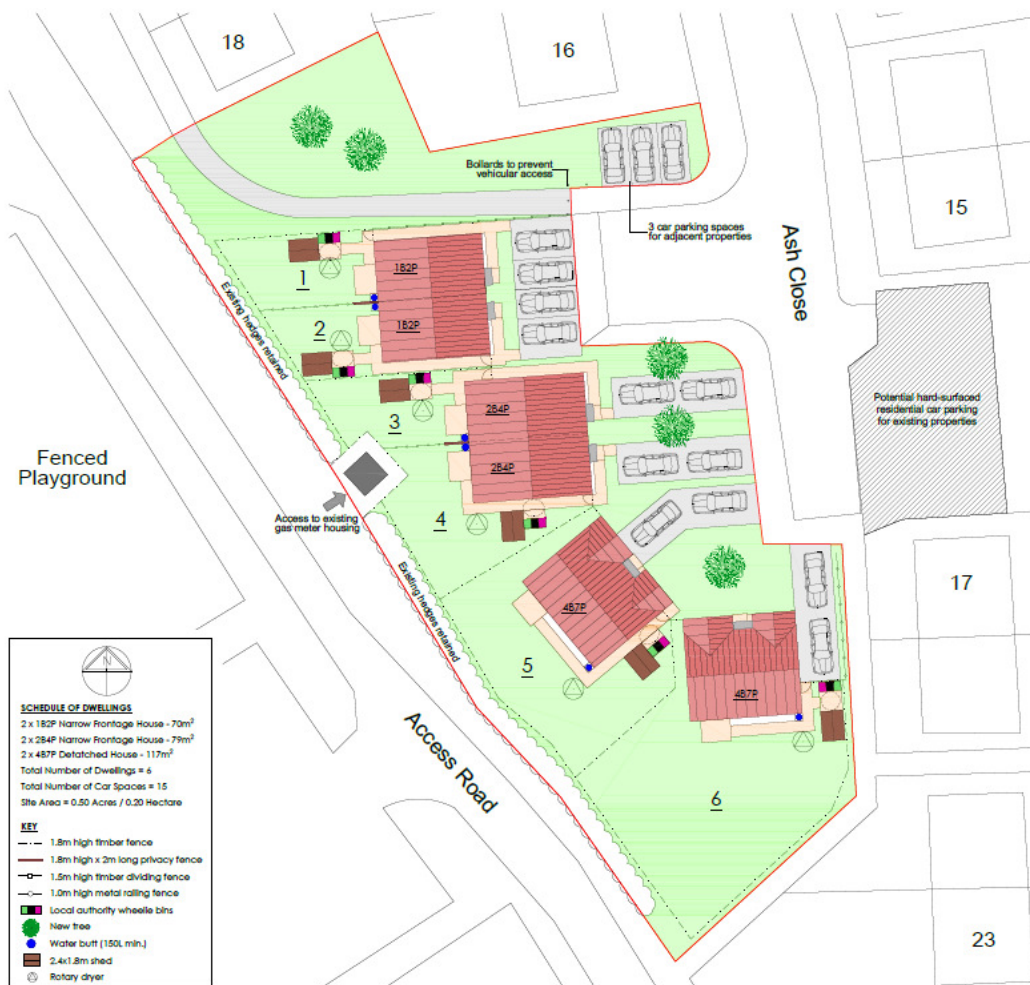 18
16
Bollards to prevent
vehicular access
3 car parking spaces
for adjacent properties
15
Ash Close
1
1B2P
2
1B2P
Existing hedges retained
3
2B4P
2B4P
Potential hard-surfaced
residential car parking
for existing properties
Fenced
Playground
Access to existing
gas meter housing
4
Existing hedges retained
17
4B7P
5
4B7P
Access Road
6
23
N
SCHEDULE OF DWELLINGS
2 x 1B2P Narrow Frontage House - 70m²
2 x 2B4P Narrow Frontage House - 79m²
2 x 4B7P Detatched House - 117m²
Total Number of Dwellings = 6
Total Number of Car Spaces = 15
Site Area = 0.50 Acres / 0.20 Hectare
KEY
1.8m high timber fence
1.8m high x 2m long privacy fence
1.5m high timber dividing fence
1.0m high metal railing fence
Local authority wheelie bins
New tree
Water butt (150L min.)
2.4x1.8m shed
Rotary dryer